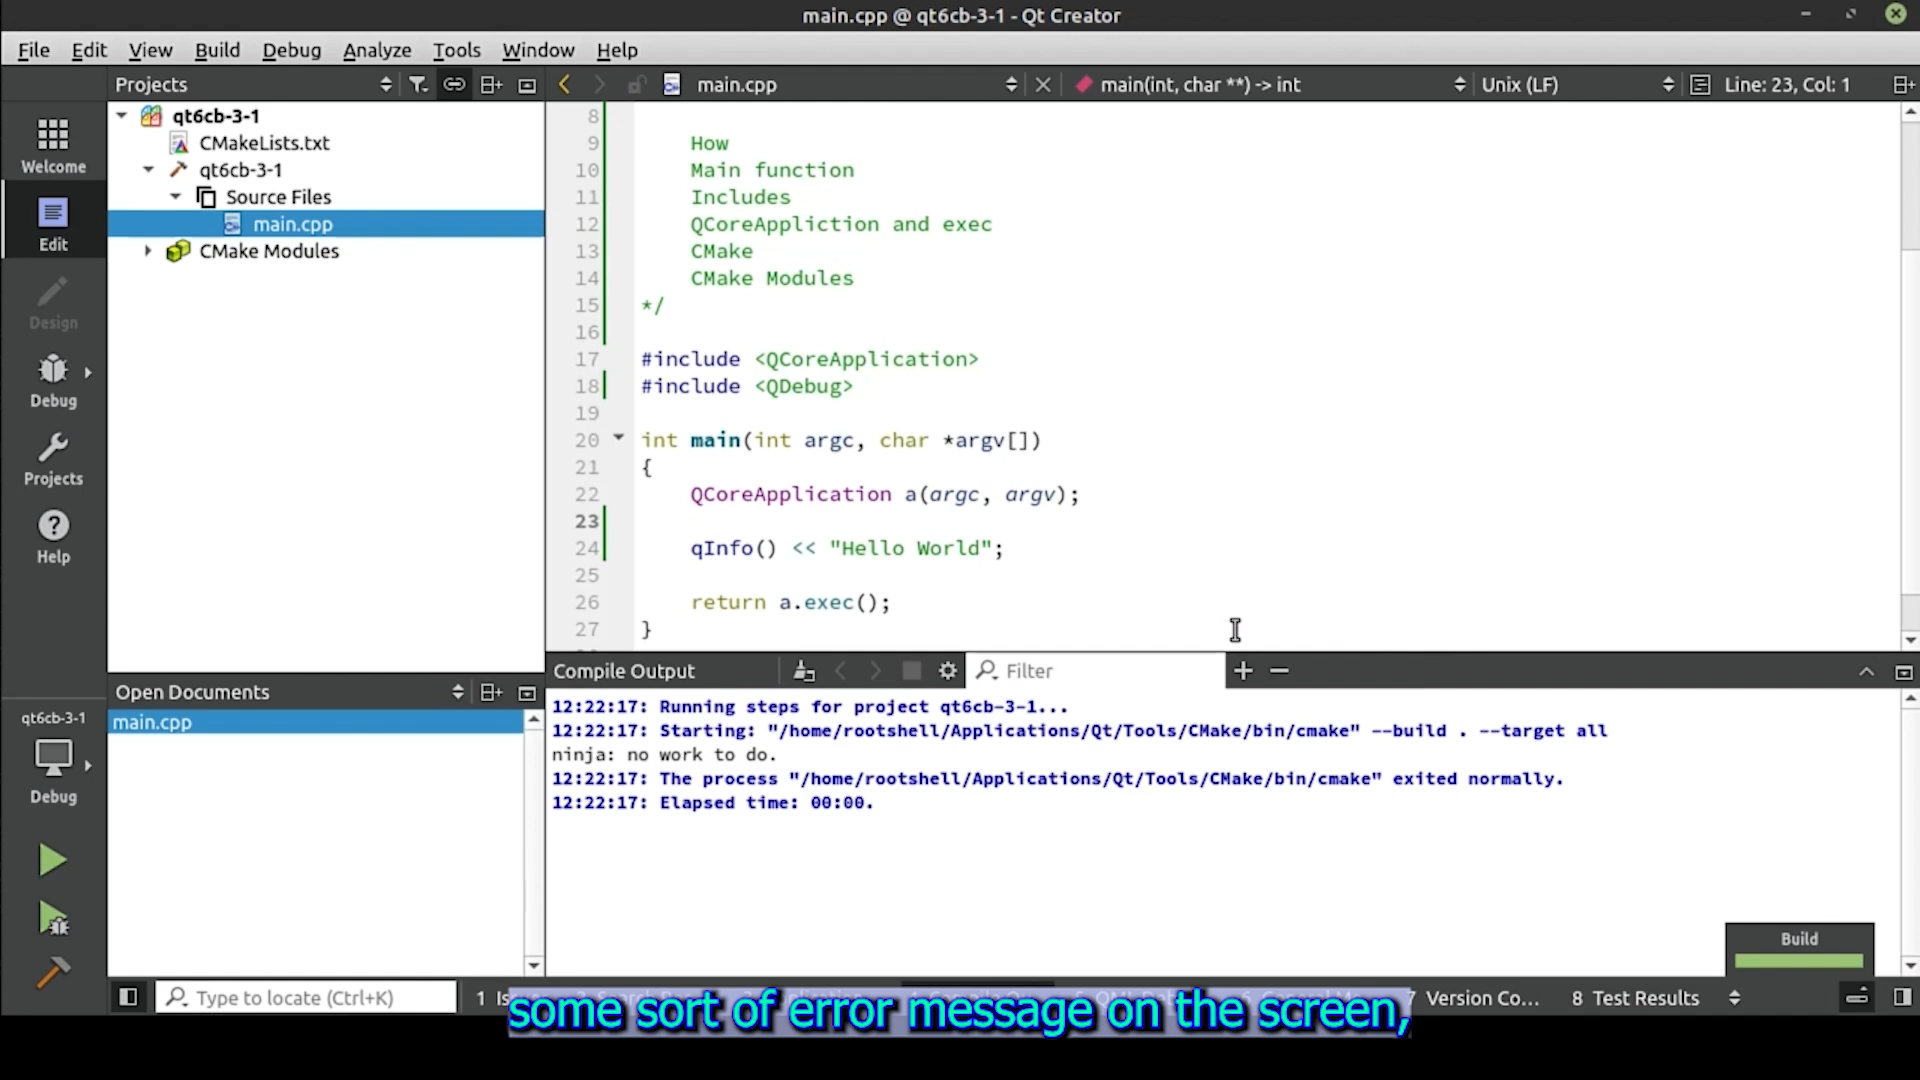 main.cpp @ qt6cb-3-1 - Qt Creator
File Edit View Build Debug Analyze Tools Window Help
Projects
main.cpp
main(int, char **) -> int
Unix (LF)
Line: 23, Col: 1
Welcome
Edit
Design
Debug
Projects
Help
qt6cb-3-1
CMakeLists.txt
qt6cb-3-1
Source Files
main.cpp
CMake Modules
8
9 How
10 Main function
11 Includes
12 QCoreAppliction and exec
13 CMake
14 CMake Modules
15 */
16
17 #include <QCoreApplication>
18 #include <QDebug>
19
20 int main(int argc, char *argv[])
21 {
22 QCoreApplication a(argc, argv);
23
24 qInfo() << "Hello World";
25
26 return a.exec();
27 }
Open Documents
main.cpp
qt6cb-3-1
Debug
Compile Output
Filter
12:22:17: Running steps for project qt6cb-3-1...
12:22:17: Starting: "/home/rootshell/Applications/Qt/Tools/CMake/bin/cmake" --build . --target all
ninja: no work to do.
12:22:17: The process "/home/rootshell/Applications/Qt/Tools/CMake/bin/cmake" exited normally.
12:22:17: Elapsed time: 00:00.
Build
Type to locate (Ctrl+K)
1
7 Version Co...
8 Test Results
some sort of error message on the screen,